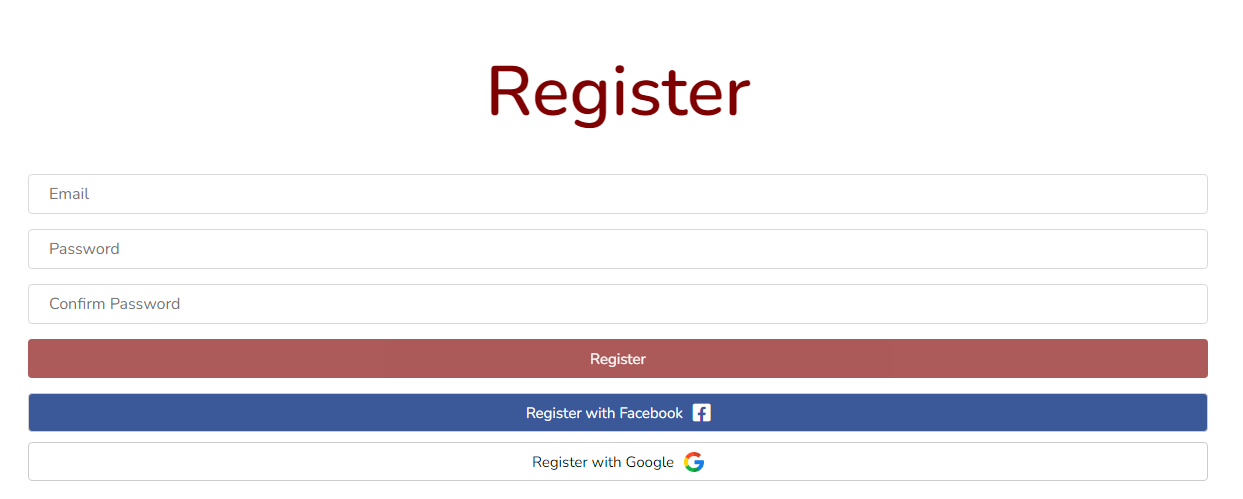 Register
Email
Password
Confirm Password
Register
Register with Facebook
Register with Google